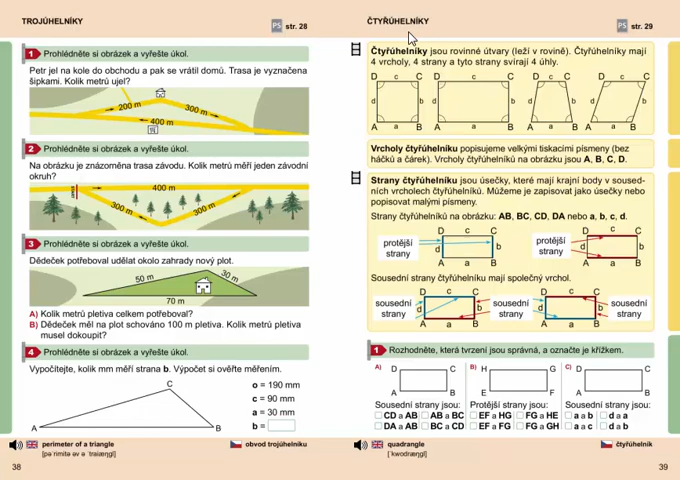 TROJÚHELNÍKY
PS str. 28
1 Prohlédněte si obrázek a vyřešte úkol.
Petr jel na kole do obchodu a pak se vrátil domů. Trasa je vyznačena
šipkami. Kolik metrů ujel?
200 m
300 m
400 m
2 Prohlédněte si obrázek a vyřešte úkol.
Na obrázku je znázorněna trasa závodu. Kolik metrů měří jeden závodní
okruh?
400 m
300 m
300 m
3 Prohlédněte si obrázek a vyřešte úkol.
Dědeček potřeboval udělat okolo zahrady nový plot.
50 m
30 m
70 m
A) Kolik metrů pletiva celkem potřeboval?
B) Dědeček měl na plot schováno 100 m pletiva. Kolik metrů pletiva
musel dokoupit?
4 Prohlédněte si obrázek a vyřešte úkol.
Vypočítejte, kolik mm měří strana b. Výpočet si ověřte měřením.
C
A
B
o = 190 mm
c = 90 mm
a = 30 mm
b =
perimeter of a triangle
obvod trojúhelníku
38
ČTYŘÚHELNÍKY
PS str. 29
Čtyřúhelníky jsou rovinné útvary (leží v rovině). Čtyřúhelníky mají
4 vrcholy, 4 strany a tyto strany svírají 4 úhly.
D c C D c C D c C D c C
d b d b d b d b
A a B A a B A a B A a B
Vrcholy čtyřúhelníku popisujeme velkými tiskacími písmeny (bez
háčků a čárek). Vrcholy čtyřúhelníku na obrázku jsou A, B, C, D.
Strany čtyřúhelníku jsou úsečky, které mají krajní body v soused-
ních vrcholech čtyřúhelníků. Můžeme je zapisovat jako úsečky nebo
popisovat malými písmeny.
Strany čtyřúhelníků na obrázku: AB, BC, CD, DA nebo a, b, c, d.
D c C D c C
protější strany d b protější strany d b
A a B A a B
Sousední strany čtyřúhelníku mají společný vrchol.
D c C D c C
sousední strany d b sousední strany d b sousední strany
A a B A a B
1 Rozhodněte, která tvrzení jsou správná, a označte je křížkem.
A) D C B) H G C) D C
A B E F A B
Sousední strany jsou: Protější strany jsou: Sousední strany jsou:
CD a AB AB a BC EF a HG FG a HE a a b d a a
DA a AB BC a CD EF a FG FG a GH a a c d a b
quadrangle
[ˈkwodræŋgl]
čtyřúhelník
39